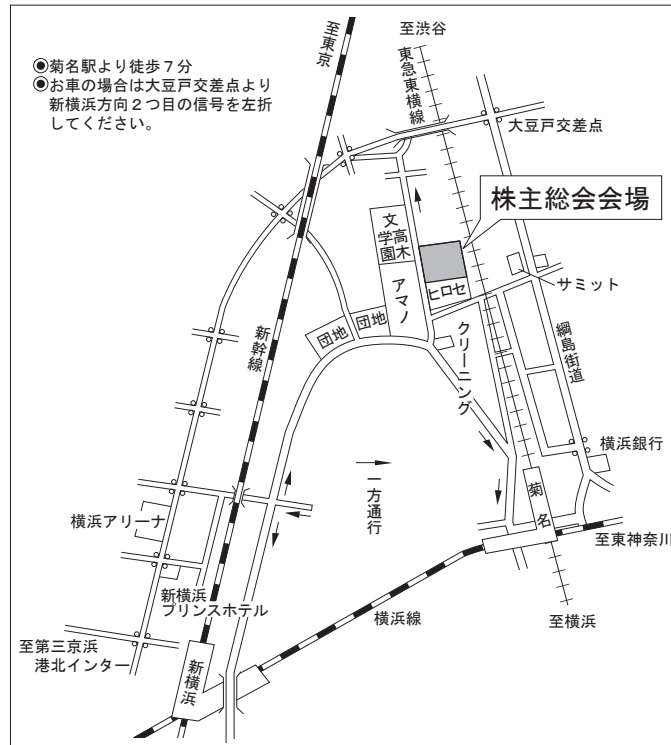 ◉菊名駅より徒歩7分
◉お車の場合は大豆戸交差点より
新横浜方向2つ目の信号を左折
してください。
至東京
至渋谷
東急東横線
大豆戸交差点
株主総会会場
高木
文学園
アマノ
ヒロセ
サミット
団地
団地
新幹線
クリーニング
綱島街道
横浜銀行
一方通行
菊名
横浜アリーナ
至東神奈川
新横浜
プリンスホテル
横浜線
至横浜
至第三京浜
港北インター
新横浜